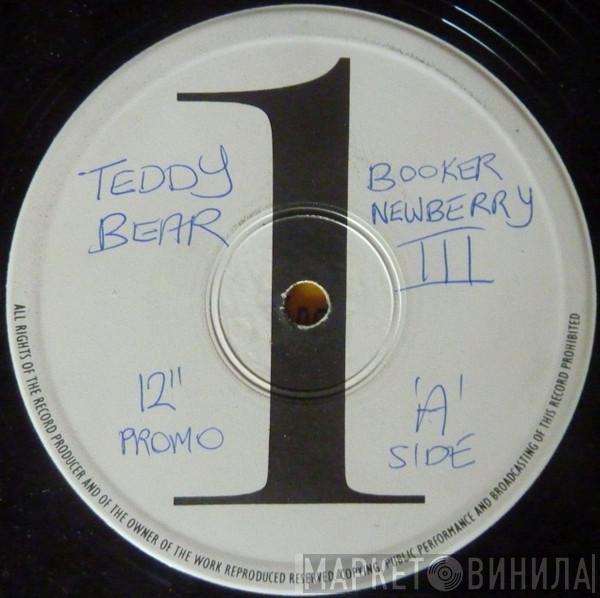 TEDDY
BEAR
BOOKER
NEWBERRY
III
1
12"
PROMO
'A'
SIDE
ALL RIGHTS OF THE RECORD PRODUCER AND OF THE OWNER OF THE WORK REPRODUCED RESERVED. COPYING, PUBLIC PERFORMANCE AND BROADCASTING OF THIS RECORD PROHIBITED
МАРКЕТ ВИНИЛА